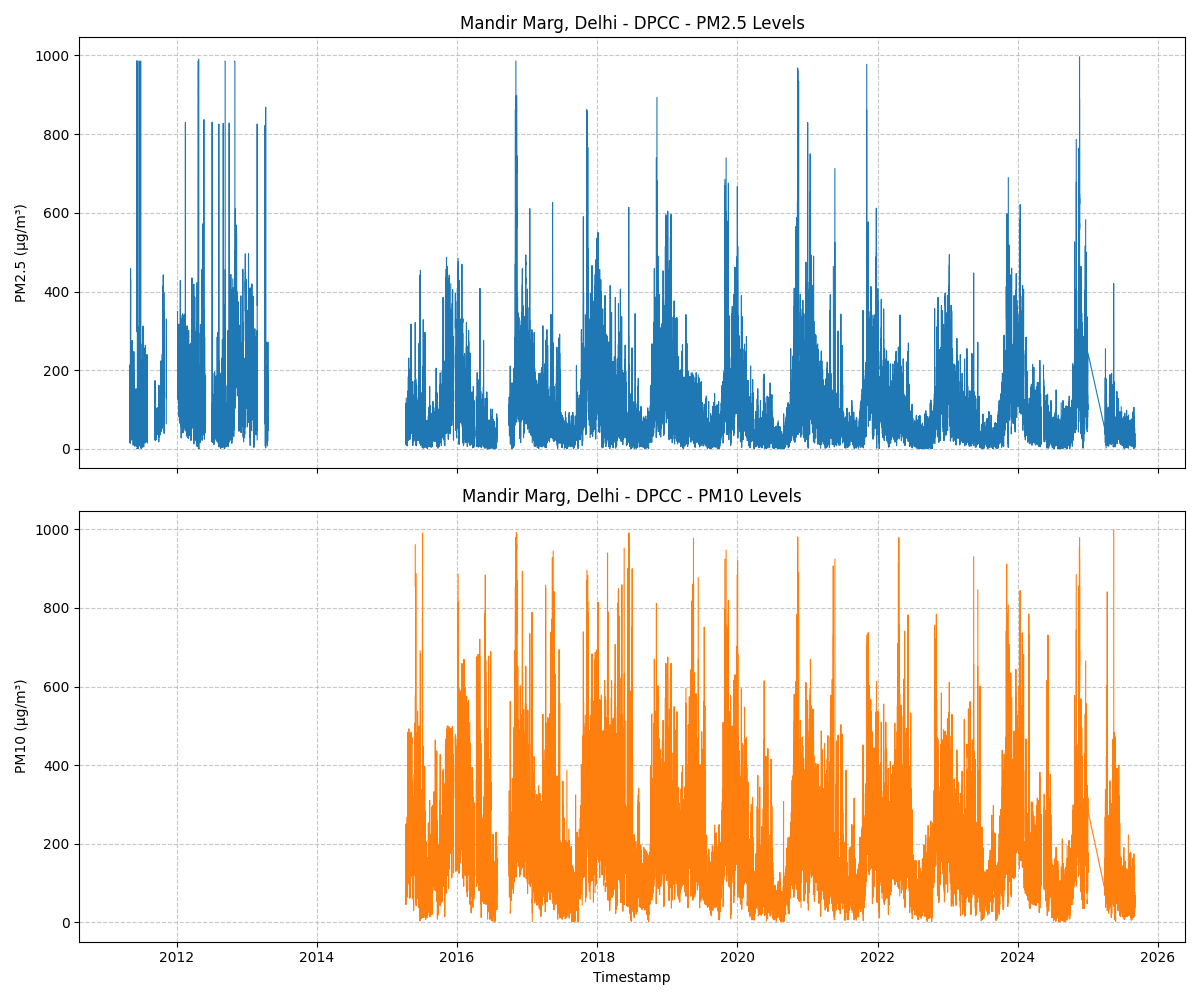 Mandir Marg, Delhi - DPCC - PM2.5 Levels
1000
800
600
400
200
0
PM2.5 (µg/m³)
Mandir Marg, Delhi - DPCC - PM10 Levels
1000
800
600
400
200
0
PM10 (µg/m³)
2012 2014 2016 2018 2020 2022 2024 2026
Timestamp